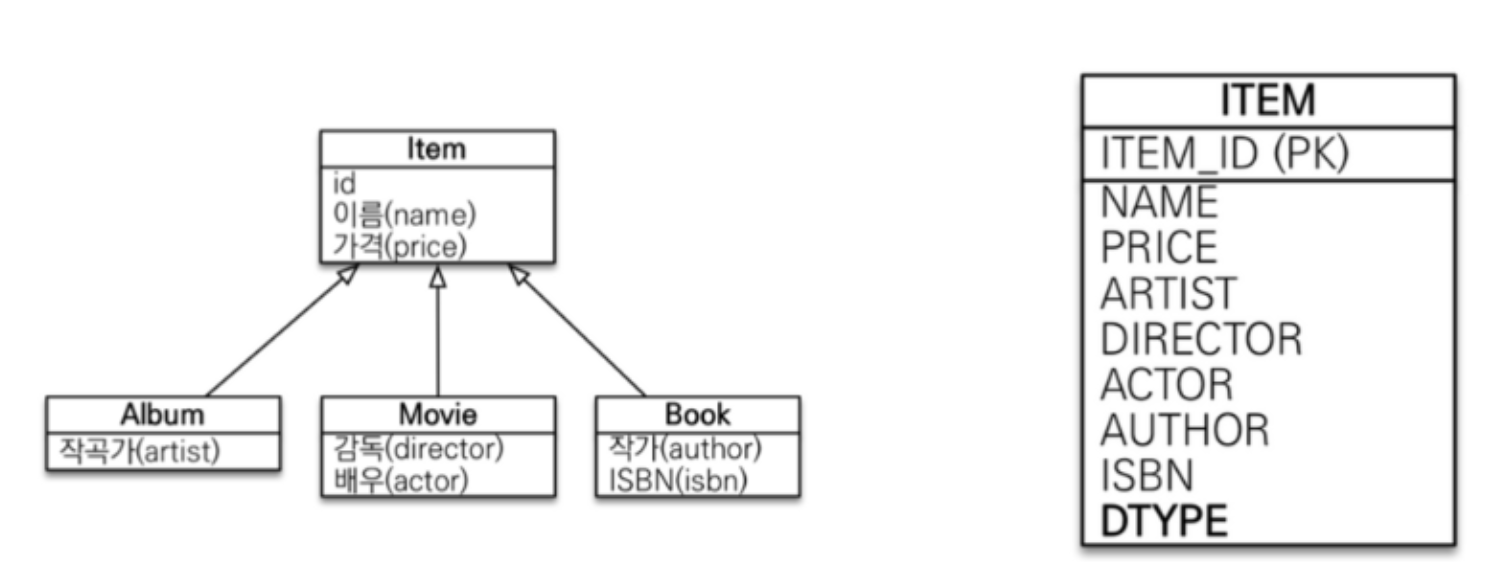 Item
id
이름(name)
가격(price)
Album
작곡가(artist)
Movie
감독(director)
배우(actor)
Book
작가(author)
ISBN(isbn)
ITEM
ITEM_ID (PK)
NAME
PRICE
ARTIST
DIRECTOR
ACTOR
AUTHOR
ISBN
DTYPE